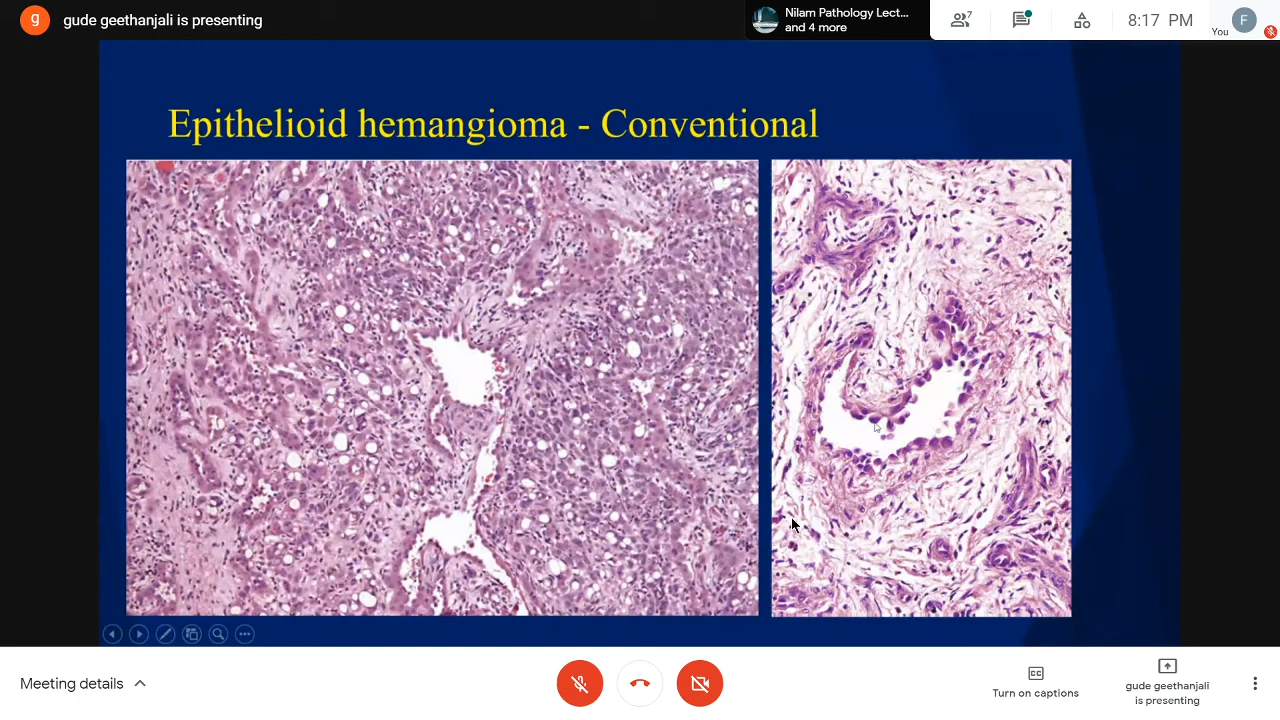 g
gude geethanjali is presenting
Nilam Pathology Lect...
and 4 more
7
8:17 PM
You
F
Epithelioid hemangioma - Conventional
Meeting details
CC
Turn on captions
gude geethanjali
is presenting